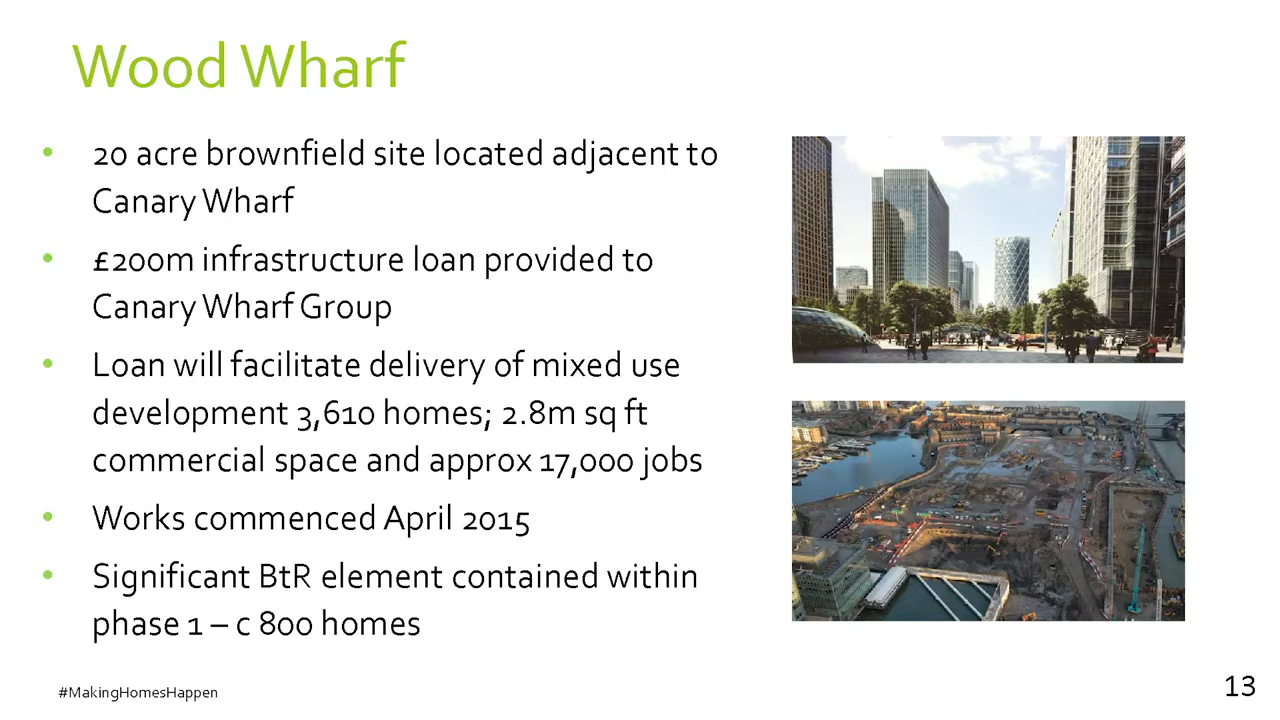 Wood Wharf
• 20 acre brownfield site located adjacent to
Canary Wharf
• £200m infrastructure loan provided to
Canary Wharf Group
• Loan will facilitate delivery of mixed use
development 3,610 homes; 2.8m sq ft
commercial space and approx 17,000 jobs
• Works commenced April 2015
• Significant BtR element contained within
phase 1 – c 800 homes
#MakingHomesHappen
13